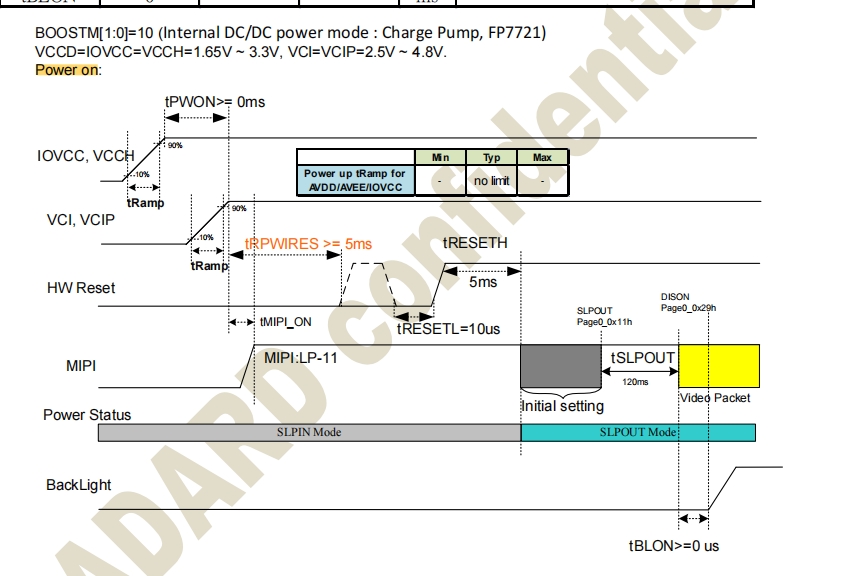 tBLON
ms
BOOSTM[1:0]=10 (Internal DC/DC power mode : Charge Pump, FP7721)
VCCD=IOVCC=VCCH=1.65V ~ 3.3V, VCI=VCIP=2.5V ~ 4.8V.
Power on:
tPWON>= 0ms
IOVCC, VCCH
90%
10%
tRamp
Min Typ Max
Power up tRamp for AVDD/AVEE/IOVCC - no limit -
VCI, VCIP
90%
10%
tRamp
tRPWIRES >= 5ms
tRESETH
5ms
HW Reset
tRESETL=10us
tMIPI_ON
SLPOUT
Page0_0x11h
DISON
Page0_0x29h
MIPI
MIPI:LP-11
tSLPOUT
120ms
Initial setting
Video Packet
Power Status
SLPIN Mode
SLPOUT Mode
BackLight
tBLON>=0 us
ADARD confidential